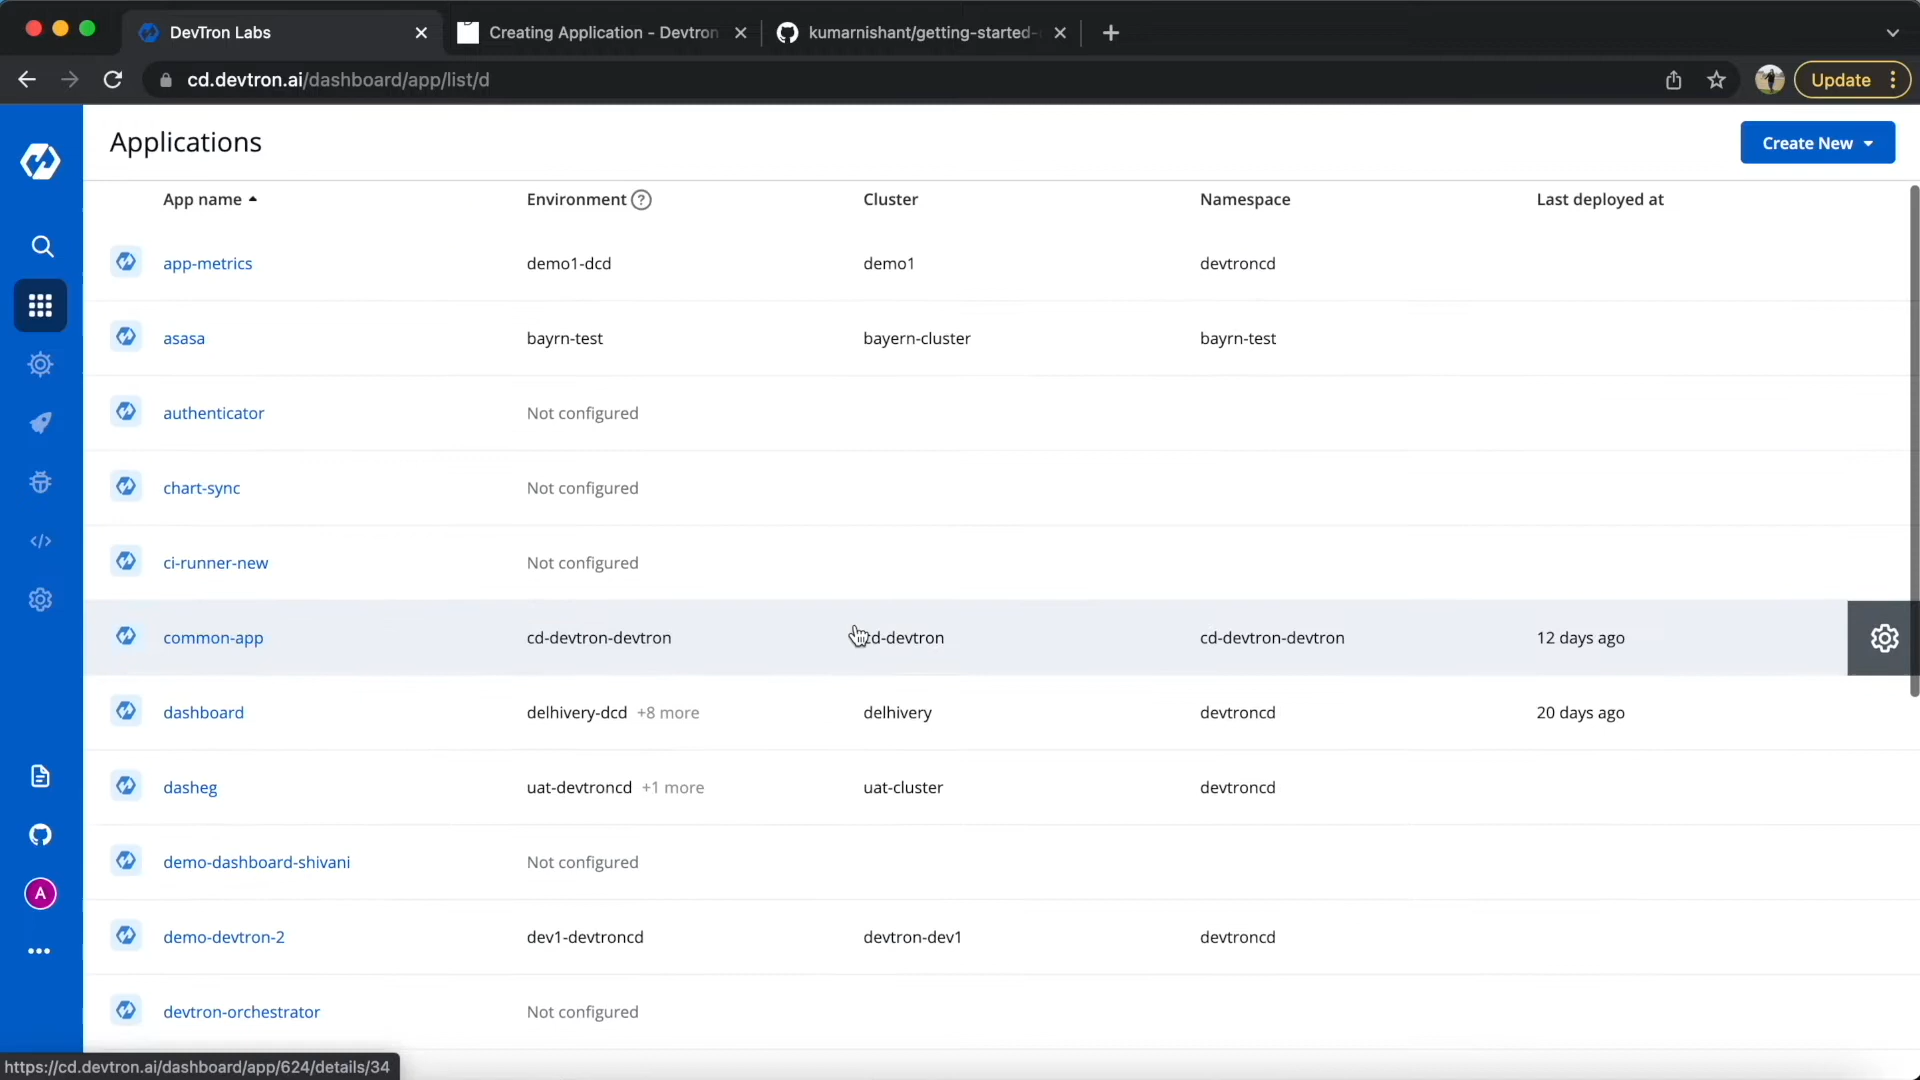 DevTron Labs
Creating Application - Devtron
kumarnishant/getting-started-
cd.devtron.ai/dashboard/app/list/d
Update
Applications
Create New
App name Environment ? Cluster Namespace Last deployed at
app-metrics demo1-dcd demo1 devtroncd
asasa bayrn-test bayern-cluster bayrn-test
authenticator Not configured
chart-sync Not configured
ci-runner-new Not configured
common-app cd-devtron-devtron cd-devtron cd-devtron-devtron 12 days ago
dashboard delhivery-dcd +8 more delhivery devtroncd 20 days ago
dasheg uat-devtroncd +1 more uat-cluster devtroncd
demo-dashboard-shivani Not configured
demo-devtron-2 dev1-devtroncd devtron-dev1 devtroncd
devtron-orchestrator Not configured
A
https://cd.devtron.ai/dashboard/app/624/details/34